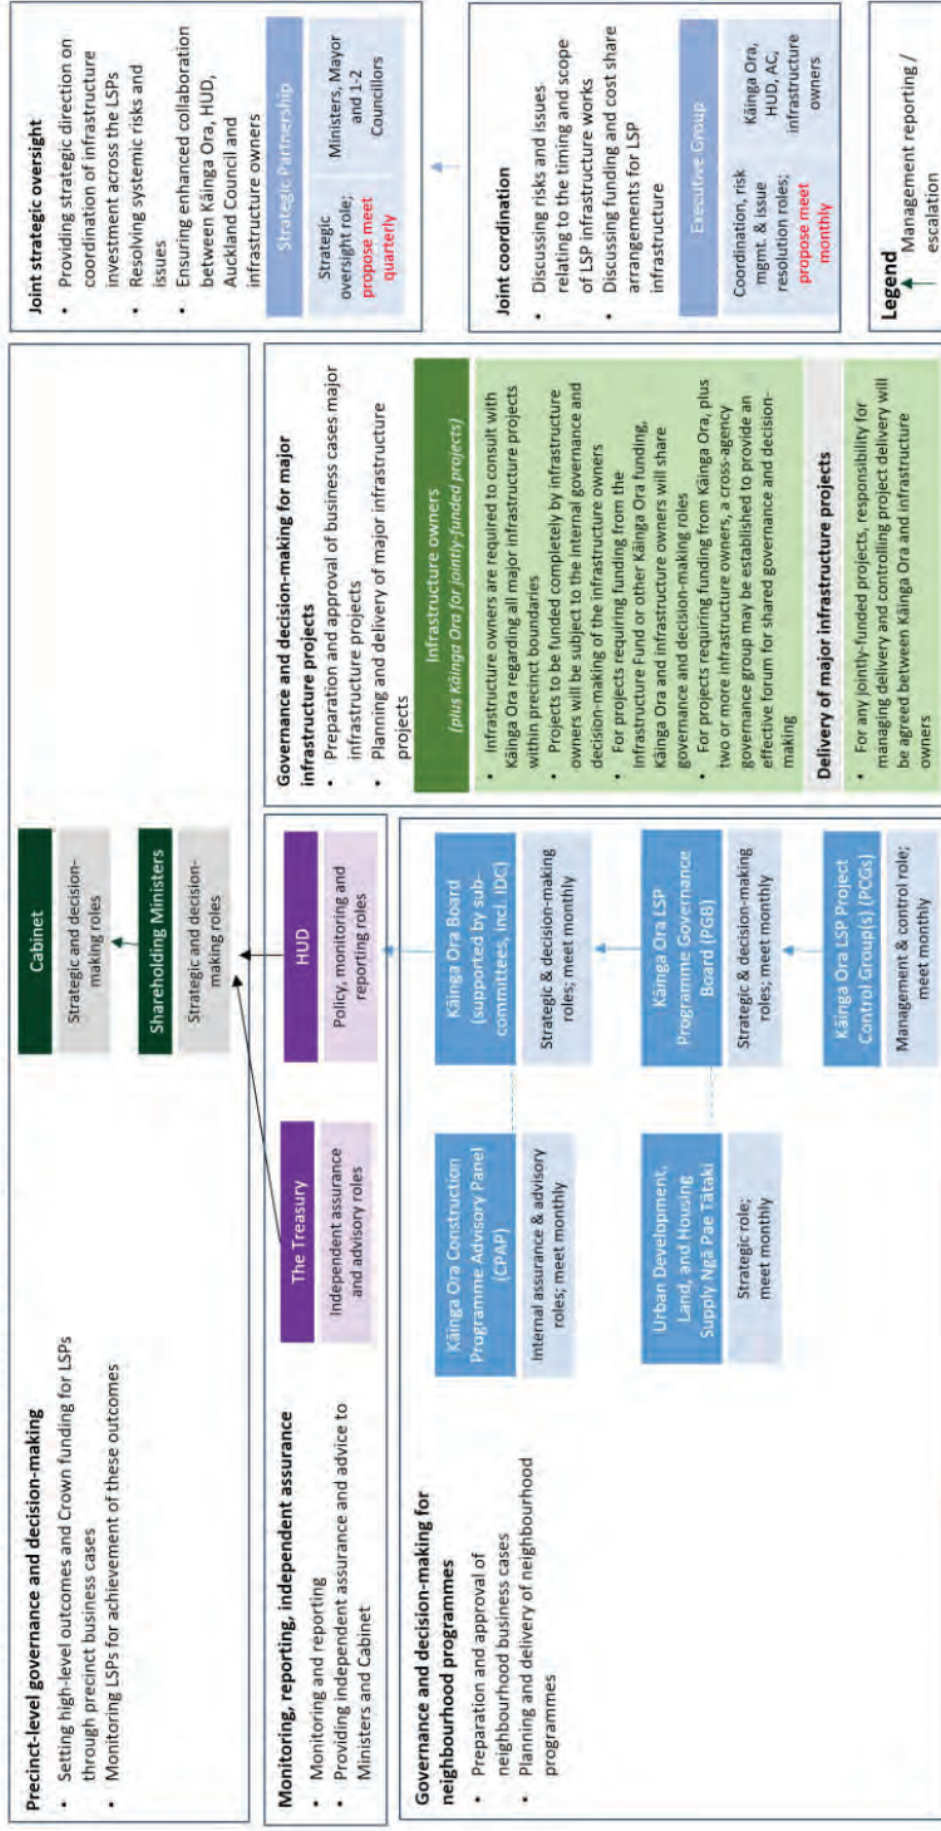 Precinct-level governance and decision-making
• Setting high-level outcomes and Crown funding for LSPs
through precinct business cases
• Monitoring LSPs for achievement of these outcomes
Cabinet
Strategic and decision-
making roles
Shareholding Ministers
Strategic and decision-
making roles
Monitoring, reporting, independent assurance
• Monitoring and reporting
• Providing independent assurance and advice to
Ministers and Cabinet
The Treasury
Independent assurance
and advisory roles
HUD
Policy, monitoring and
reporting roles
Governance and decision-making for
neighbourhood programmes
• Preparation and approval of
neighbourhood business cases
• Planning and delivery of neighbourhood
programmes
Kāinga Ora Construction
Programme Advisory Panel
(CPAP)
Internal assurance & advisory
roles; meet monthly
Kāinga Ora Board
(supported by sub-
committees, incl. IDC)
Strategic & decision-making
roles; meet monthly
Urban Development,
Land, and Housing
Supply Ngā Pae Tātaki
Strategic role;
meet monthly
Kāinga Ora LSP
Programme Governance
Board (PGB)
Strategic & decision-making
roles; meet monthly
Kāinga Ora LSP Project
Control Group(s) (PCGs)
Management & control role;
meet monthly
Governance and decision-making for major
infrastructure projects
• Preparation and approval of business cases major
infrastructure projects
• Planning and delivery of major infrastructure
projects
Infrastructure owners
(plus Kāinga Ora for jointly-funded projects)
• Infrastructure owners are required to consult with
Kāinga Ora regarding all major infrastructure projects
within precinct boundaries
• Projects to be funded completely by infrastructure
owners will be subject to the internal governance and
decision-making of the infrastructure owners
• For projects requiring funding from the
Infrastructure Fund or other Kāinga Ora funding,
Kāinga Ora and infrastructure owners will share
governance and decision-making roles
• For projects requiring funding from Kāinga Ora, plus
two or more infrastructure owners, a cross-agency
governance group may be established to provide an
effective forum for shared governance and decision-
making
Delivery of major infrastructure projects
• For any jointly-funded projects, responsibility for
managing delivery and controlling project delivery will
be agreed between Kāinga Ora and infrastructure
owners
Joint strategic oversight
• Providing strategic direction on
coordination of infrastructure
investment across the LSPs
• Resolving systemic risks and
issues
• Ensuring enhanced collaboration
between Kāinga Ora, HUD,
Auckland Council and
infrastructure owners
Strategic Partnership
Strategic
oversight role;
propose meet
quarterly
Ministers, Mayor
and 1-2
Councillors
Joint coordination
• Discussing risks and issues
relating to the timing and scope
of LSP infrastructure works
• Discussing funding and cost share
arrangements for LSP
infrastructure
Executive Group
Coordination, risk
mgmt. & issue
resolution roles;
propose meet
monthly
Kāinga Ora,
HUD, AC,
infrastructure
owners
Legend
Management reporting /
escalation